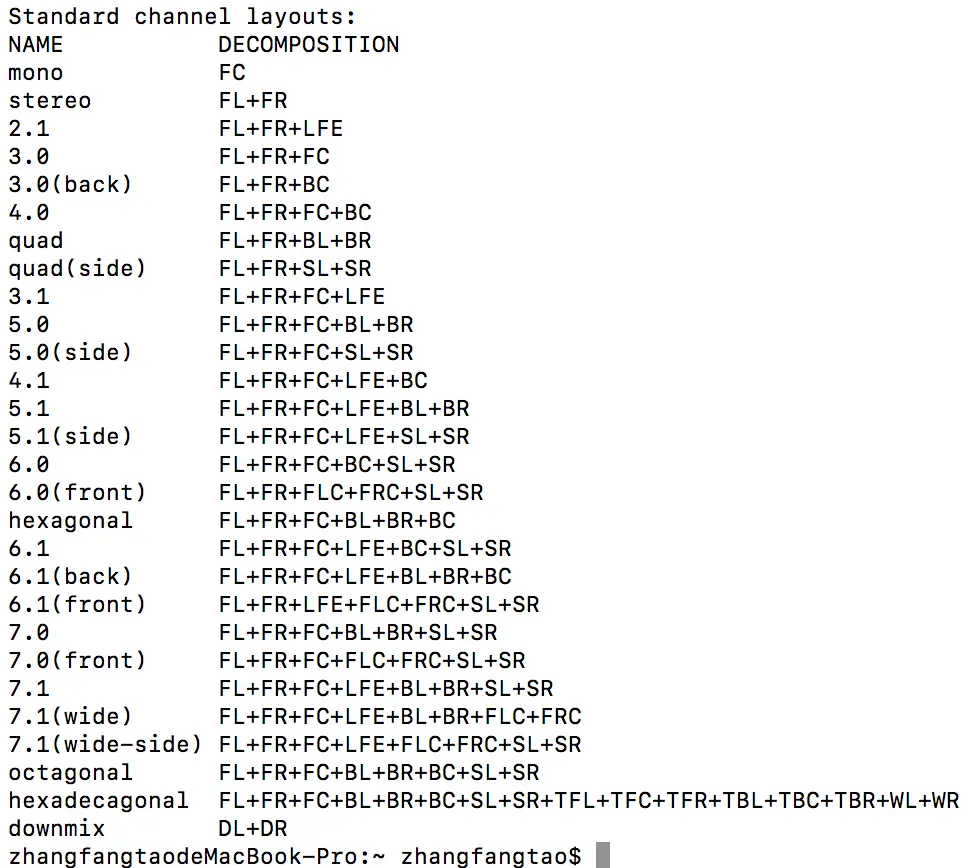 Standard channel layouts:
NAME           DECOMPOSITION
mono           FC
stereo         FL+FR
2.1            FL+FR+LFE
3.0            FL+FR+FC
3.0(back)      FL+FR+BC
4.0            FL+FR+FC+BC
quad           FL+FR+BL+BR
quad(side)     FL+FR+SL+SR
3.1            FL+FR+FC+LFE
5.0            FL+FR+FC+BL+BR
5.0(side)      FL+FR+FC+SL+SR
4.1            FL+FR+FC+LFE+BC
5.1            FL+FR+FC+LFE+BL+BR
5.1(side)      FL+FR+FC+LFE+SL+SR
6.0            FL+FR+FC+BC+SL+SR
6.0(front)     FL+FR+FLC+FRC+SL+SR
hexagonal      FL+FR+FC+BL+BR+BC
6.1            FL+FR+FC+LFE+BC+SL+SR
6.1(back)      FL+FR+FC+LFE+BL+BR+BC
6.1(front)     FL+FR+LFE+FLC+FRC+SL+SR
7.0            FL+FR+FC+BL+BR+SL+SR
7.0(front)     FL+FR+FC+FLC+FRC+SL+SR
7.1            FL+FR+FC+LFE+BL+BR+SL+SR
7.1(wide)      FL+FR+FC+LFE+BL+BR+FLC+FRC
7.1(wide-side) FL+FR+FC+LFE+FLC+FRC+SL+SR
octagonal      FL+FR+FC+BL+BR+BC+SL+SR
hexadecagonal  FL+FR+FC+BL+BR+BC+SL+SR+TFL+TFC+TFR+TBL+TBC+TBR+WL+WR
downmix        DL+DR
zhangfangtaodeMacBook-Pro:~ zhangfangtao$